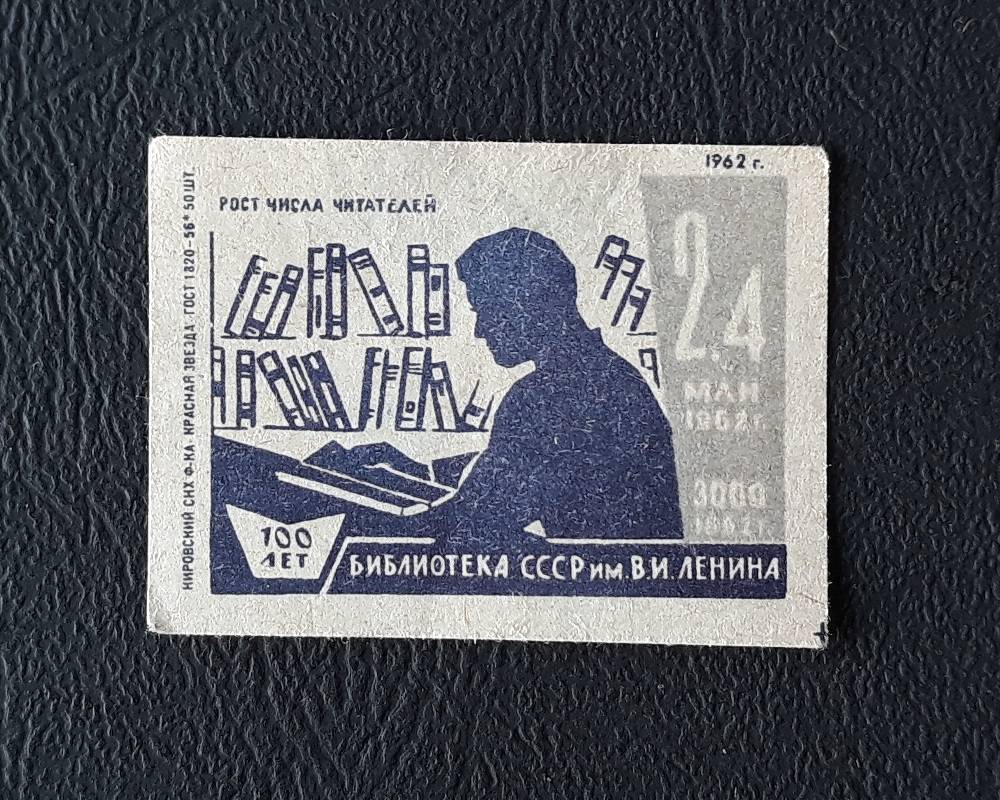 1962 г.
РОСТ ЧИСЛА ЧИТАТЕЛЕЙ
2,4
МЛН
1962 г.
3000
100
ЛЕТ
БИБЛИОТЕКА СССР им. В.И. ЛЕНИНА
КИРОВСКИЙ СНХ Ф-КА КРАСНАЯ ЗВЕЗДА ГОСТ 1820-56* 50 ШТ.